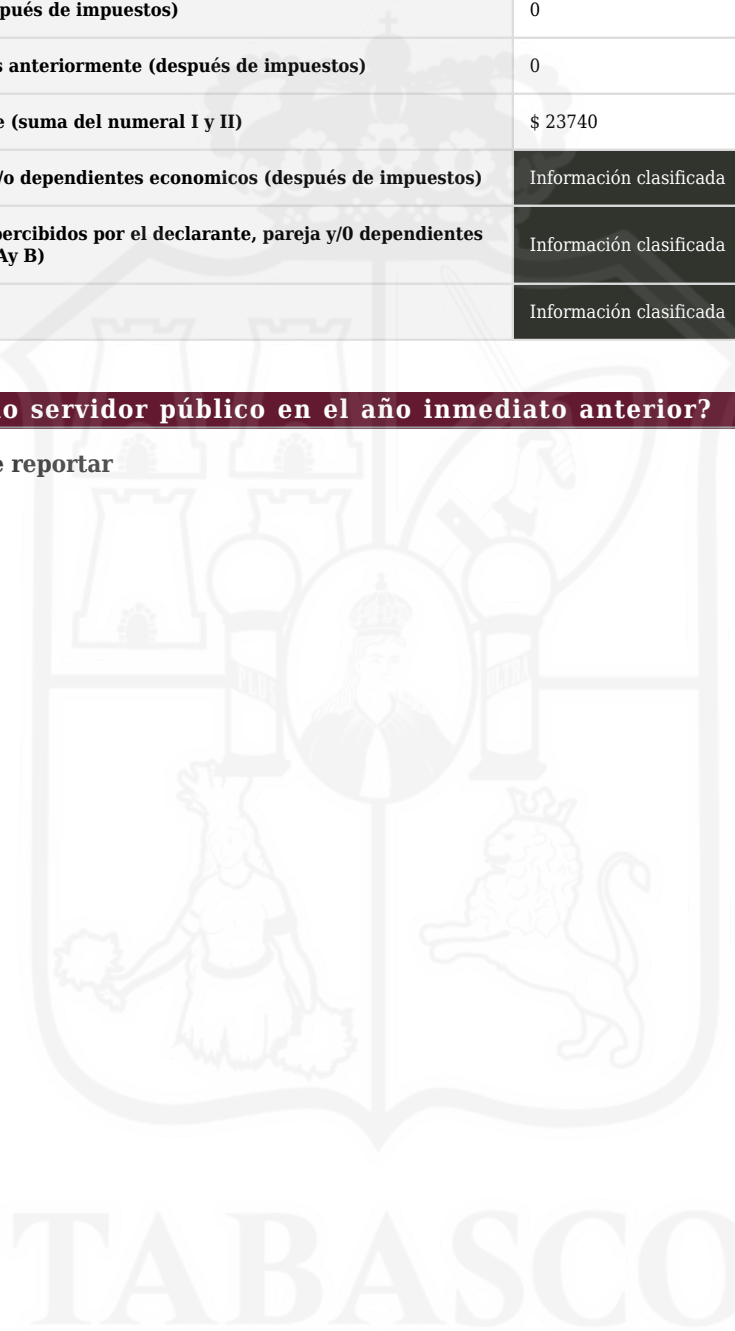 pués de impuestos) 0
s anteriormente (después de impuestos) 0
e (suma del numeral I y II) $ 23740
/o dependientes economicos (después de impuestos) Información clasificada
percibidos por el declarante, pareja y/0 dependientes
Ay B) Información clasificada
Información clasificada
o servidor público en el año inmediato anterior?
e reportar
PLUS ULTRA
TABASCO